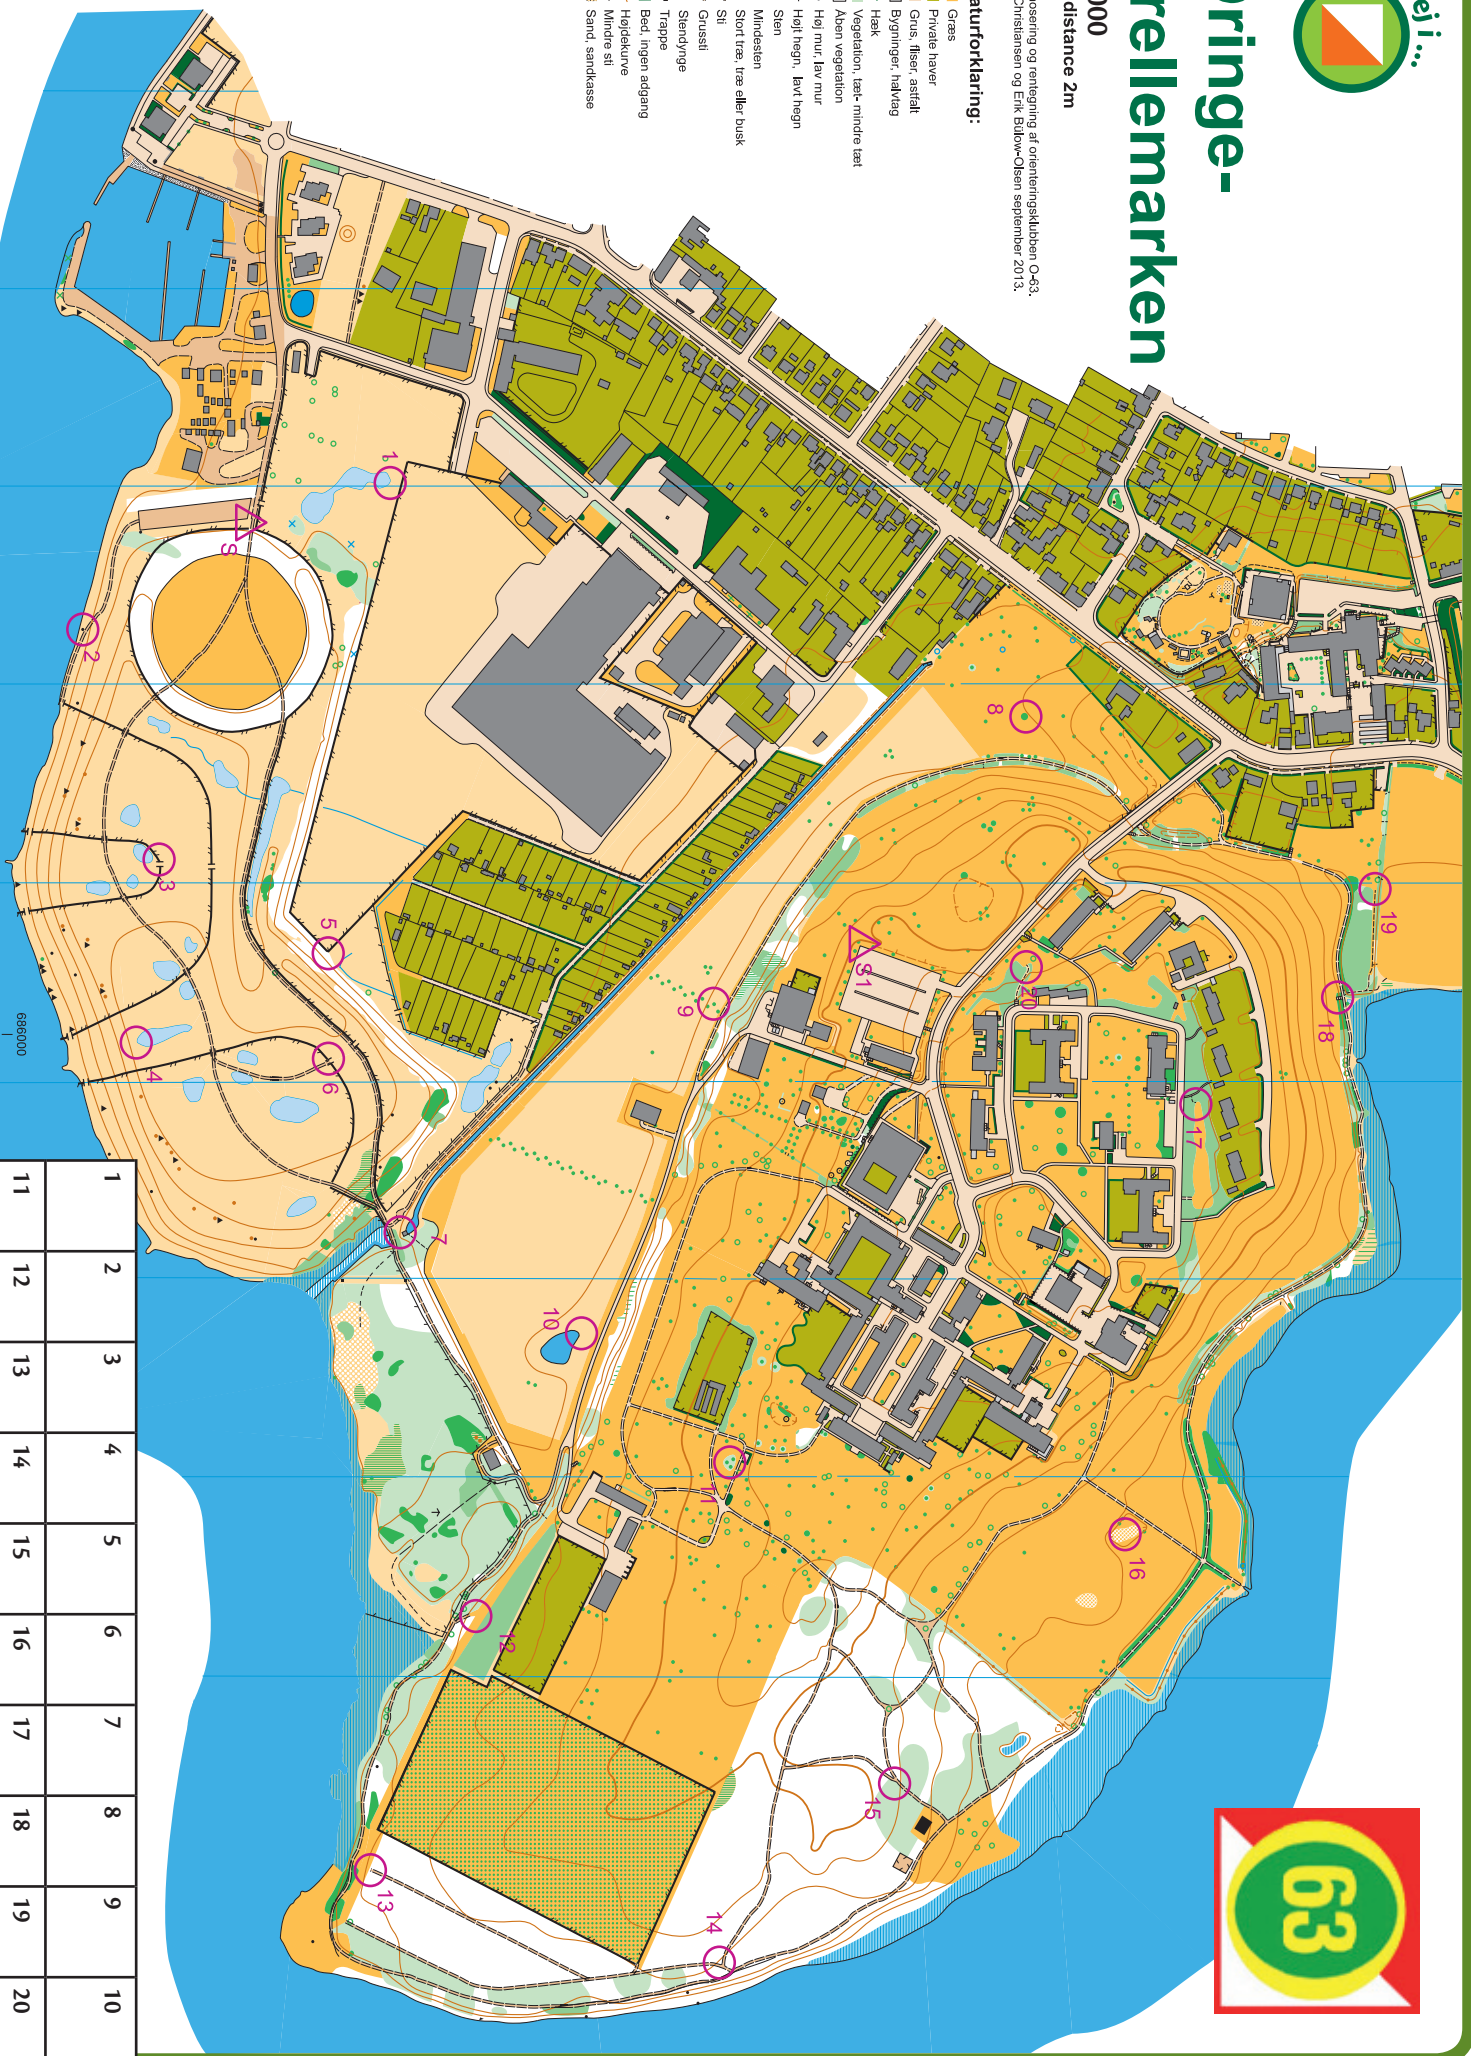 ej i...
Øringe-
rellemarken
000
distance 2m
osering og rentegning af orienteringsklubben O-63.
Christiansen og Erik Bülow-Olsen september 2013.
aturforklaring:
Græs
Private haver
Grus, fliser, asfalt
Bygninger, halvtag
Hæk
Vegetation, tæt- mindre tæt
Åben vegetation
Høj mur, lav mur
Højt hegn, lavt hegn
Sten
Mindesten
Stort træ, træ eller busk
Sti
Grussti
Stendynge
Trappe
Bed, ingen adgang
Højdekurve
Mindre sti
Sand, sandkasse
S
1
2
3
4
5
6
7
8
9
10
11
12
13
14
15
16
17
18
19
20
S1
686000
63
1 2 3 4 5 6 7 8 9 10
11 12 13 14 15 16 17 18 19 20